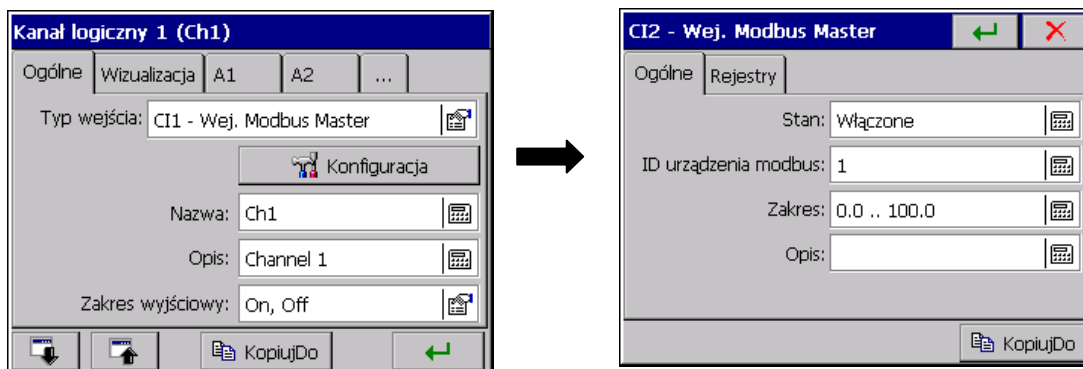 Kanał logiczny 1 (Ch1)
Ogólne Wizualizacja A1 A2 ...
Typ wejścia: CI1 - Wej. Modbus Master
Konfiguracja
Nazwa: Ch1
Opis: Channel 1
Zakres wyjściowy: On, Off
KopiujDo
CI2 - Wej. Modbus Master
Ogólne Rejestry
Stan: Włączone
ID urządzenia modbus: 1
Zakres: 0.0 .. 100.0
Opis:
KopiujDo